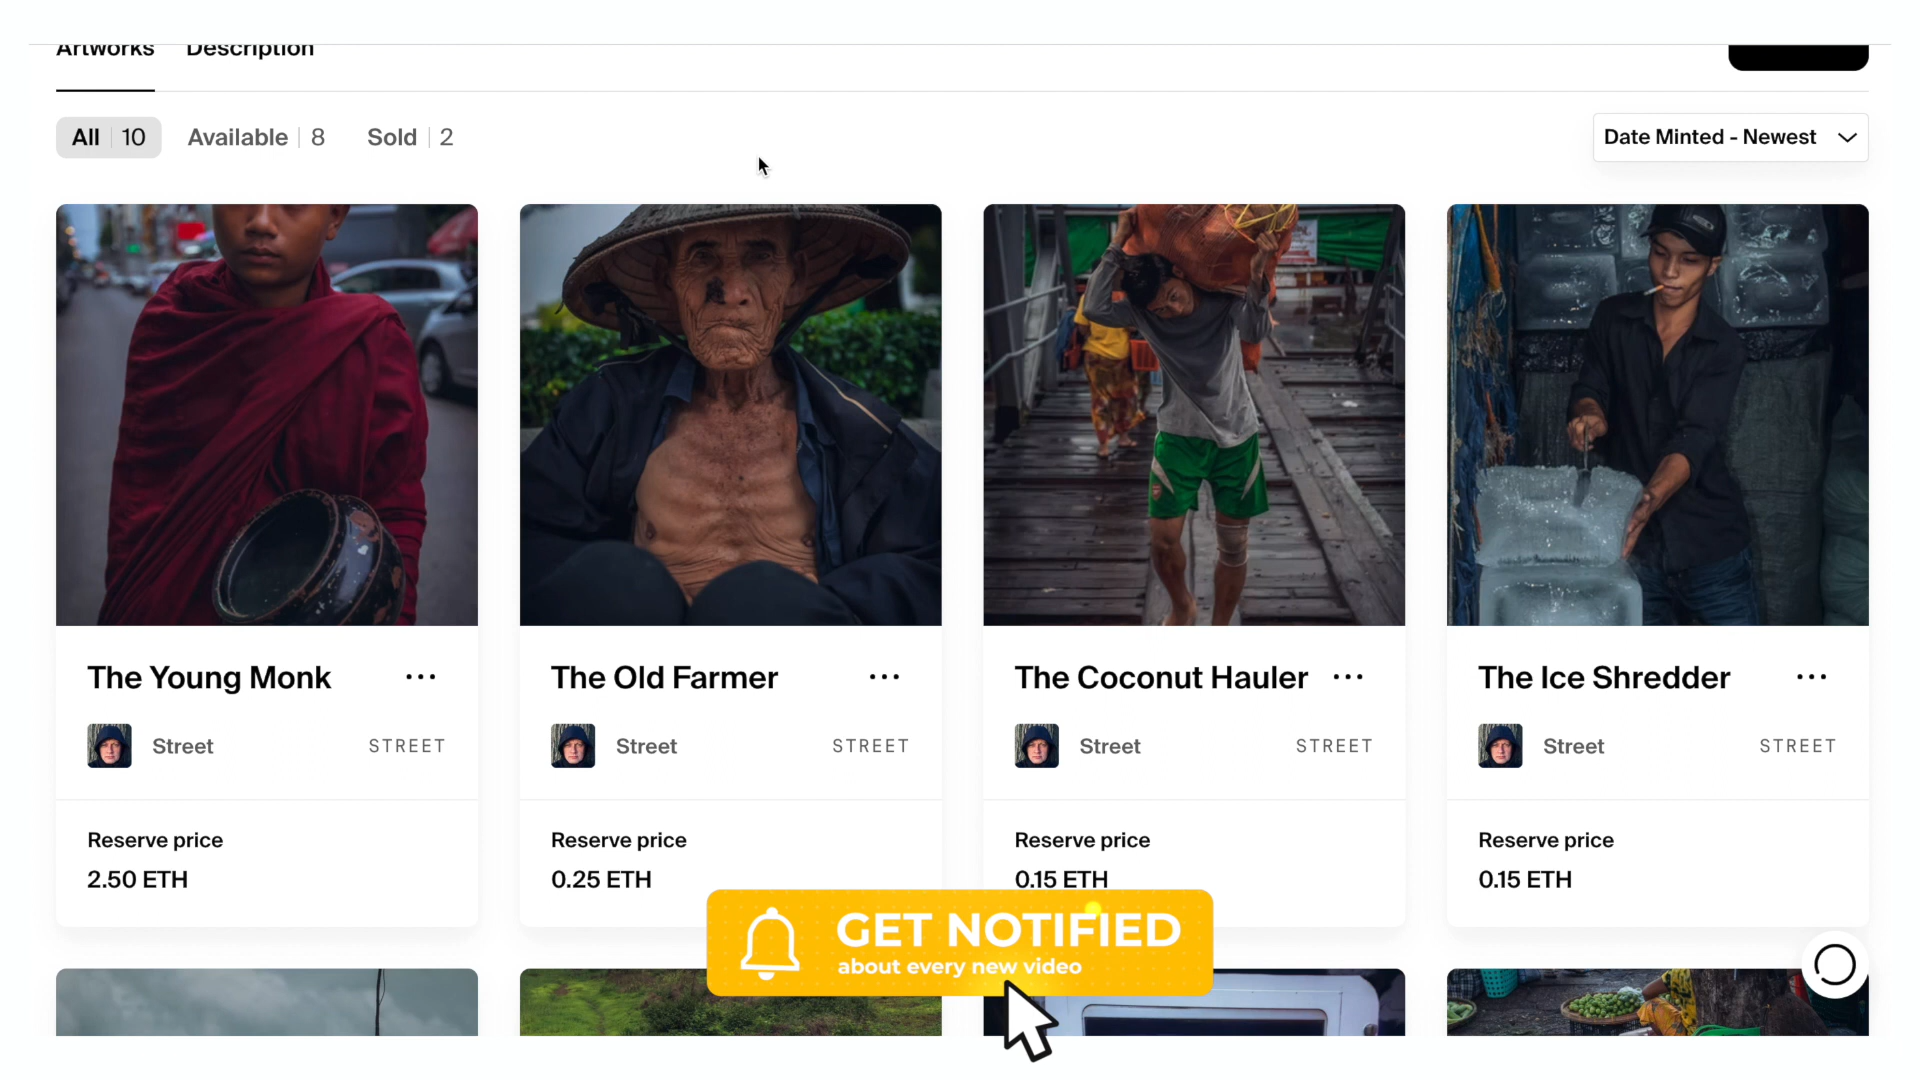 Artworks Description
All 10 Available 8 Sold 2
Date Minted - Newest
The Young Monk
Street STREET
Reserve price
2.50 ETH
The Old Farmer
Street STREET
Reserve price
0.25 ETH
The Coconut Hauler
Street STREET
Reserve price
0.15 ETH
The Ice Shredder
Street STREET
Reserve price
0.15 ETH
GET NOTIFIED
about every new video